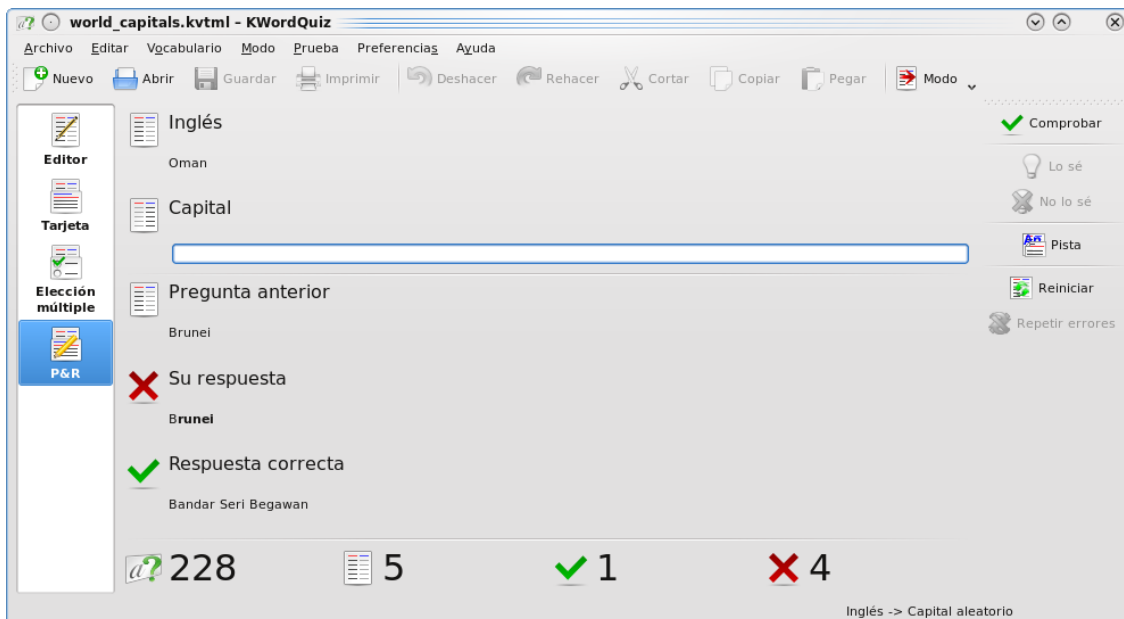 world_capitals.kvtml – KWordQuiz
Archivo Editar Vocabulario Modo Prueba Preferencias Ayuda
Nuevo Abrir Guardar Imprimir Deshacer Rehacer Cortar Copiar Pegar Modo
Editor
Tarjeta
Elección
múltiple
P&R
Inglés
Oman
Capital
Pregunta anterior
Brunei
Su respuesta
Brunei
Respuesta correcta
Bandar Seri Begawan
a? 228 5 1 4
Comprobar
Lo sé
No lo sé
Pista
Reiniciar
Repetir errores
Inglés -> Capital aleatorio